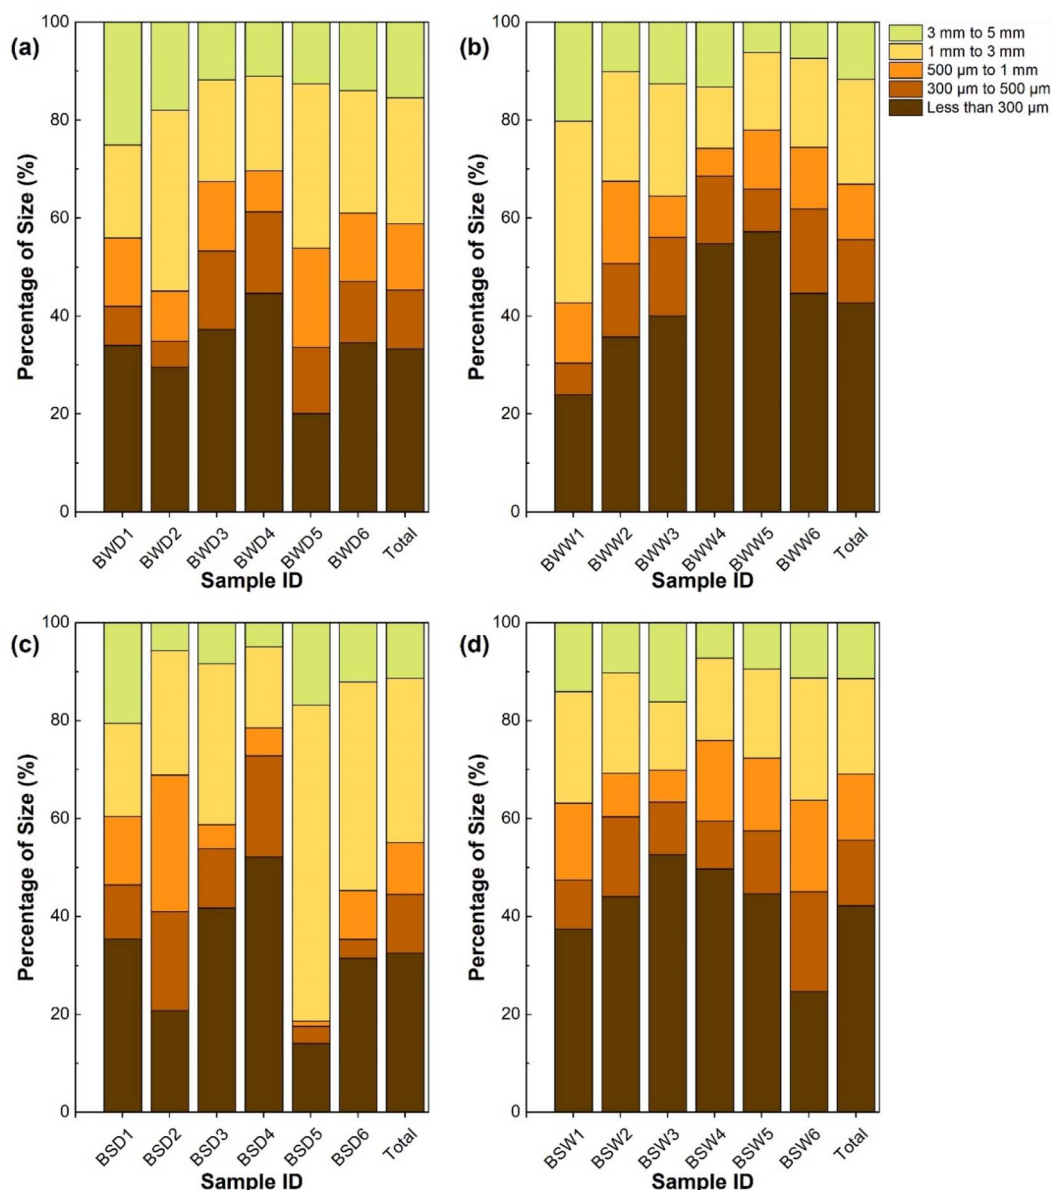 (a)
Percentage of Size (%)
100
80
60
40
20
0
BWD1 BWD2 BWD3 BWD4 BWD5 BWD6 Total
Sample ID
(b)
Percentage of Size (%)
100
80
60
40
20
0
BWW1 BWW2 BWW3 BWW4 BWW5 BWW6 Total
Sample ID
3 mm to 5 mm
1 mm to 3 mm
500 µm to 1 mm
300 µm to 500 µm
Less than 300 µm
(c)
Percentage of Size (%)
100
80
60
40
20
0
BSD1 BSD2 BSD3 BSD4 BSD5 BSD6 Total
Sample ID
(d)
Percentage of Size (%)
100
80
60
40
20
0
BSW1 BSW2 BSW3 BSW4 BSW5 BSW6 Total
Sample ID